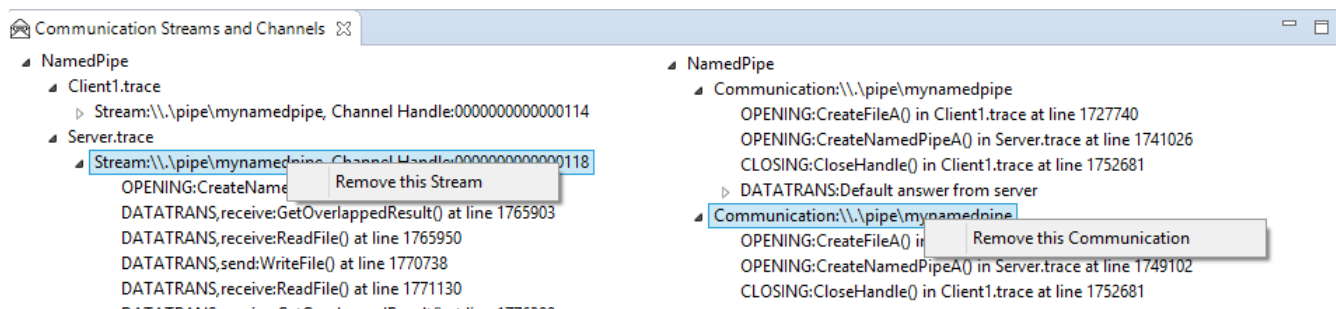 Communication Streams and Channels
NamedPipe
Client1.trace
Stream:\\.\pipe\mynamedpipe, Channel Handle:0000000000000114
Server.trace
Stream:\\.\pipe\mynamedpipe, Channel Handle:0000000000000118
Remove this Stream
OPENING:CreateName
DATATRANS,receive:GetOverlappedResult() at line 1765903
DATATRANS,receive:ReadFile() at line 1765950
DATATRANS,send:WriteFile() at line 1770738
DATATRANS,receive:ReadFile() at line 1771130
NamedPipe
Communication:\\.\pipe\mynamedpipe
OPENING:CreateFileA() in Client1.trace at line 1727740
OPENING:CreateNamedPipeA() in Server.trace at line 1741026
CLOSING:CloseHandle() in Client1.trace at line 1752681
DATATRANS:Default answer from server
Communication:\\.\pipe\mynamedpipe
Remove this Communication
OPENING:CreateFileA() in
OPENING:CreateNamedPipeA() in Server.trace at line 1749102
CLOSING:CloseHandle() in Client1.trace at line 1752681